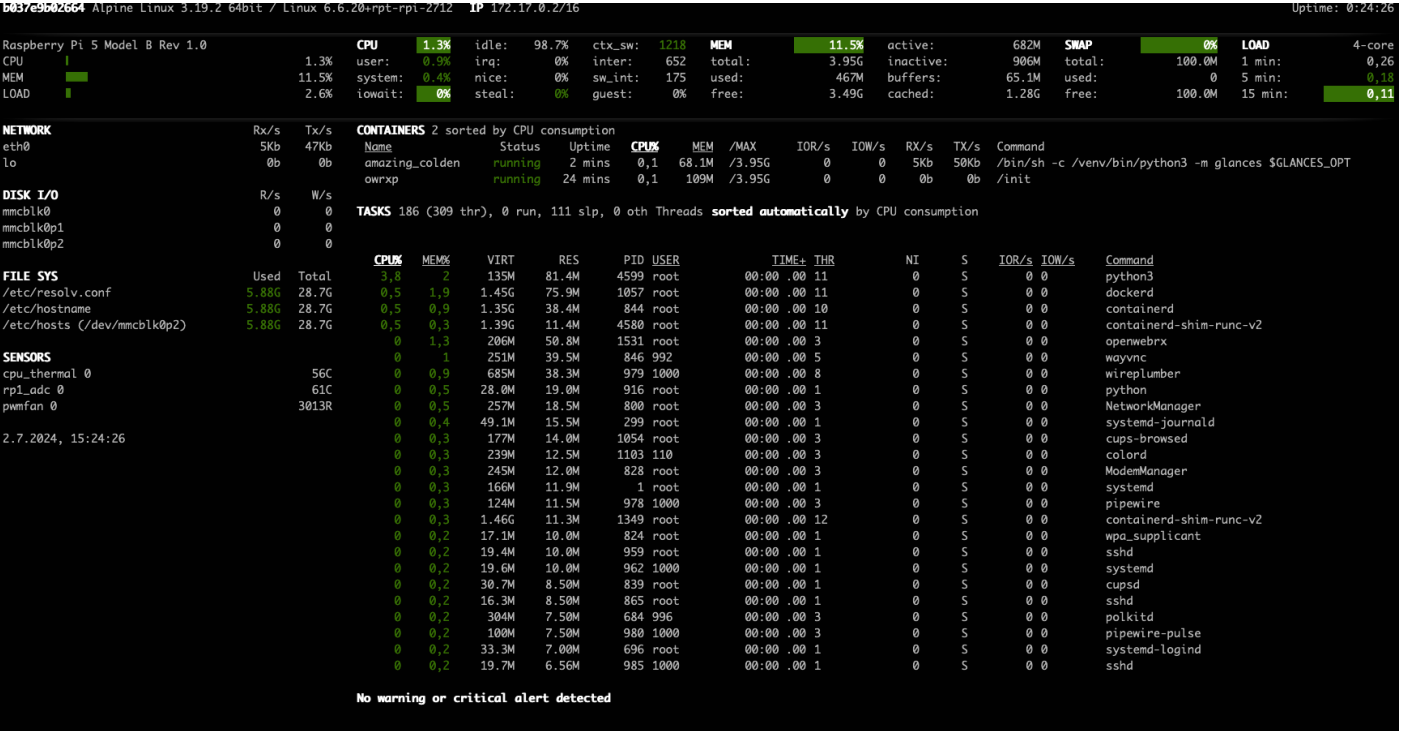 b037e9b02664 Alpine Linux 3.19.2 64bit / Linux 6.6.20+rpt-rpi-2712 IP 172.17.0.2/16 Uptime: 0:24:26
Raspberry Pi 5 Model B Rev 1.0 CPU 1.3% idle: 98.7% ctx_sw: 1218 MEM 11.5% active: 682M SWAP 0% LOAD 4-core
CPU 1.3% user: 0.9% irq: 0% inter: 652 total: 3.95G inactive: 906M total: 100.0M 1 min: 0,26
MEM 11.5% system: 0.4% nice: 0% sw_int: 175 used: 467M buffers: 65.1M used: 0 5 min: 0,18
LOAD 2.6% iowait: 0% steal: 0% guest: 0% free: 3.49G cached: 1.28G free: 100.0M 15 min: 0,11
NETWORK Rx/s Tx/s CONTAINERS 2 sorted by CPU consumption
eth0 5Kb 47Kb Name Status Uptime CPU% MEM /MAX IOR/s IOW/s RX/s TX/s Command
lo 0b 0b amazing_colden running 2 mins 0,1 68.1M /3.95G 0 0 5Kb 50Kb /bin/sh -c /venv/bin/python3 -m glances $GLANCES_OPT
owrxp running 24 mins 0,1 109M /3.95G 0 0 0b 0b /init
DISK I/O R/s W/s
mmcblk0 0 0 TASKS 186 (309 thr), 0 run, 111 slp, 0 oth Threads sorted automatically by CPU consumption
mmcblk0p1 0 0
mmcblk0p2 0 0
CPU% MEM% VIRT RES PID USER TIME+ THR NI S IOR/s IOW/s Command
FILE SYS Used Total 3,8 2 135M 81.4M 4599 root 00:00 .00 11 0 S 0 0 python3
/etc/resolv.conf 5.88G 28.7G 0,5 1,9 1.45G 75.9M 1057 root 00:00 .00 11 0 S 0 0 dockerd
/etc/hostname 5.88G 28.7G 0,5 0,9 1.35G 38.4M 844 root 00:00 .00 10 0 S 0 0 containerd
/etc/hosts (/dev/mmcblk0p2) 5.88G 28.7G 0,5 0,3 1.39G 11.4M 4580 root 00:00 .00 11 0 S 0 0 containerd-shim-runc-v2
0 1,3 206M 50.8M 1531 root 00:00 .00 3 0 S 0 0 openwebrx
SENSORS 0 1 251M 39.5M 846 992 00:00 .00 5 0 S 0 0 wayvnc
cpu_thermal 0 56C 0 0,9 685M 38.3M 979 1000 00:00 .00 8 0 S 0 0 wireplumber
rp1_adc 0 61C 0 0,5 28.0M 19.0M 916 root 00:00 .00 1 0 S 0 0 python
pwmfan 0 3013R 0 0,5 257M 18.5M 800 root 00:00 .00 3 0 S 0 0 NetworkManager
0 0,4 49.1M 15.5M 299 root 00:00 .00 1 0 S 0 0 systemd-journald
2.7.2024, 15:24:26 0 0,3 177M 14.0M 1054 root 00:00 .00 3 0 S 0 0 cups-browsed
0 0,3 239M 12.5M 1103 110 00:00 .00 3 0 S 0 0 colord
0 0,3 245M 12.0M 828 root 00:00 .00 3 0 S 0 0 ModemManager
0 0,3 166M 11.9M 1 root 00:00 .00 1 0 S 0 0 systemd
0 0,3 124M 11.5M 978 1000 00:00 .00 3 0 S 0 0 pipewire
0 0,3 1.46G 11.3M 1349 root 00:00 .00 12 0 S 0 0 containerd-shim-runc-v2
0 0,2 17.1M 10.0M 824 root 00:00 .00 1 0 S 0 0 wpa_supplicant
0 0,2 19.4M 10.0M 959 root 00:00 .00 1 0 S 0 0 sshd
0 0,2 19.6M 10.0M 962 1000 00:00 .00 1 0 S 0 0 systemd
0 0,2 30.7M 8.50M 839 root 00:00 .00 1 0 S 0 0 cupsd
0 0,2 16.3M 8.50M 865 root 00:00 .00 1 0 S 0 0 sshd
0 0,2 304M 7.50M 684 996 00:00 .00 3 0 S 0 0 polkitd
0 0,2 100M 7.50M 980 1000 00:00 .00 3 0 S 0 0 pipewire-pulse
0 0,2 33.3M 7.00M 696 root 00:00 .00 1 0 S 0 0 systemd-logind
0 0,2 19.7M 6.56M 985 1000 00:00 .00 1 0 S 0 0 sshd
No warning or critical alert detected